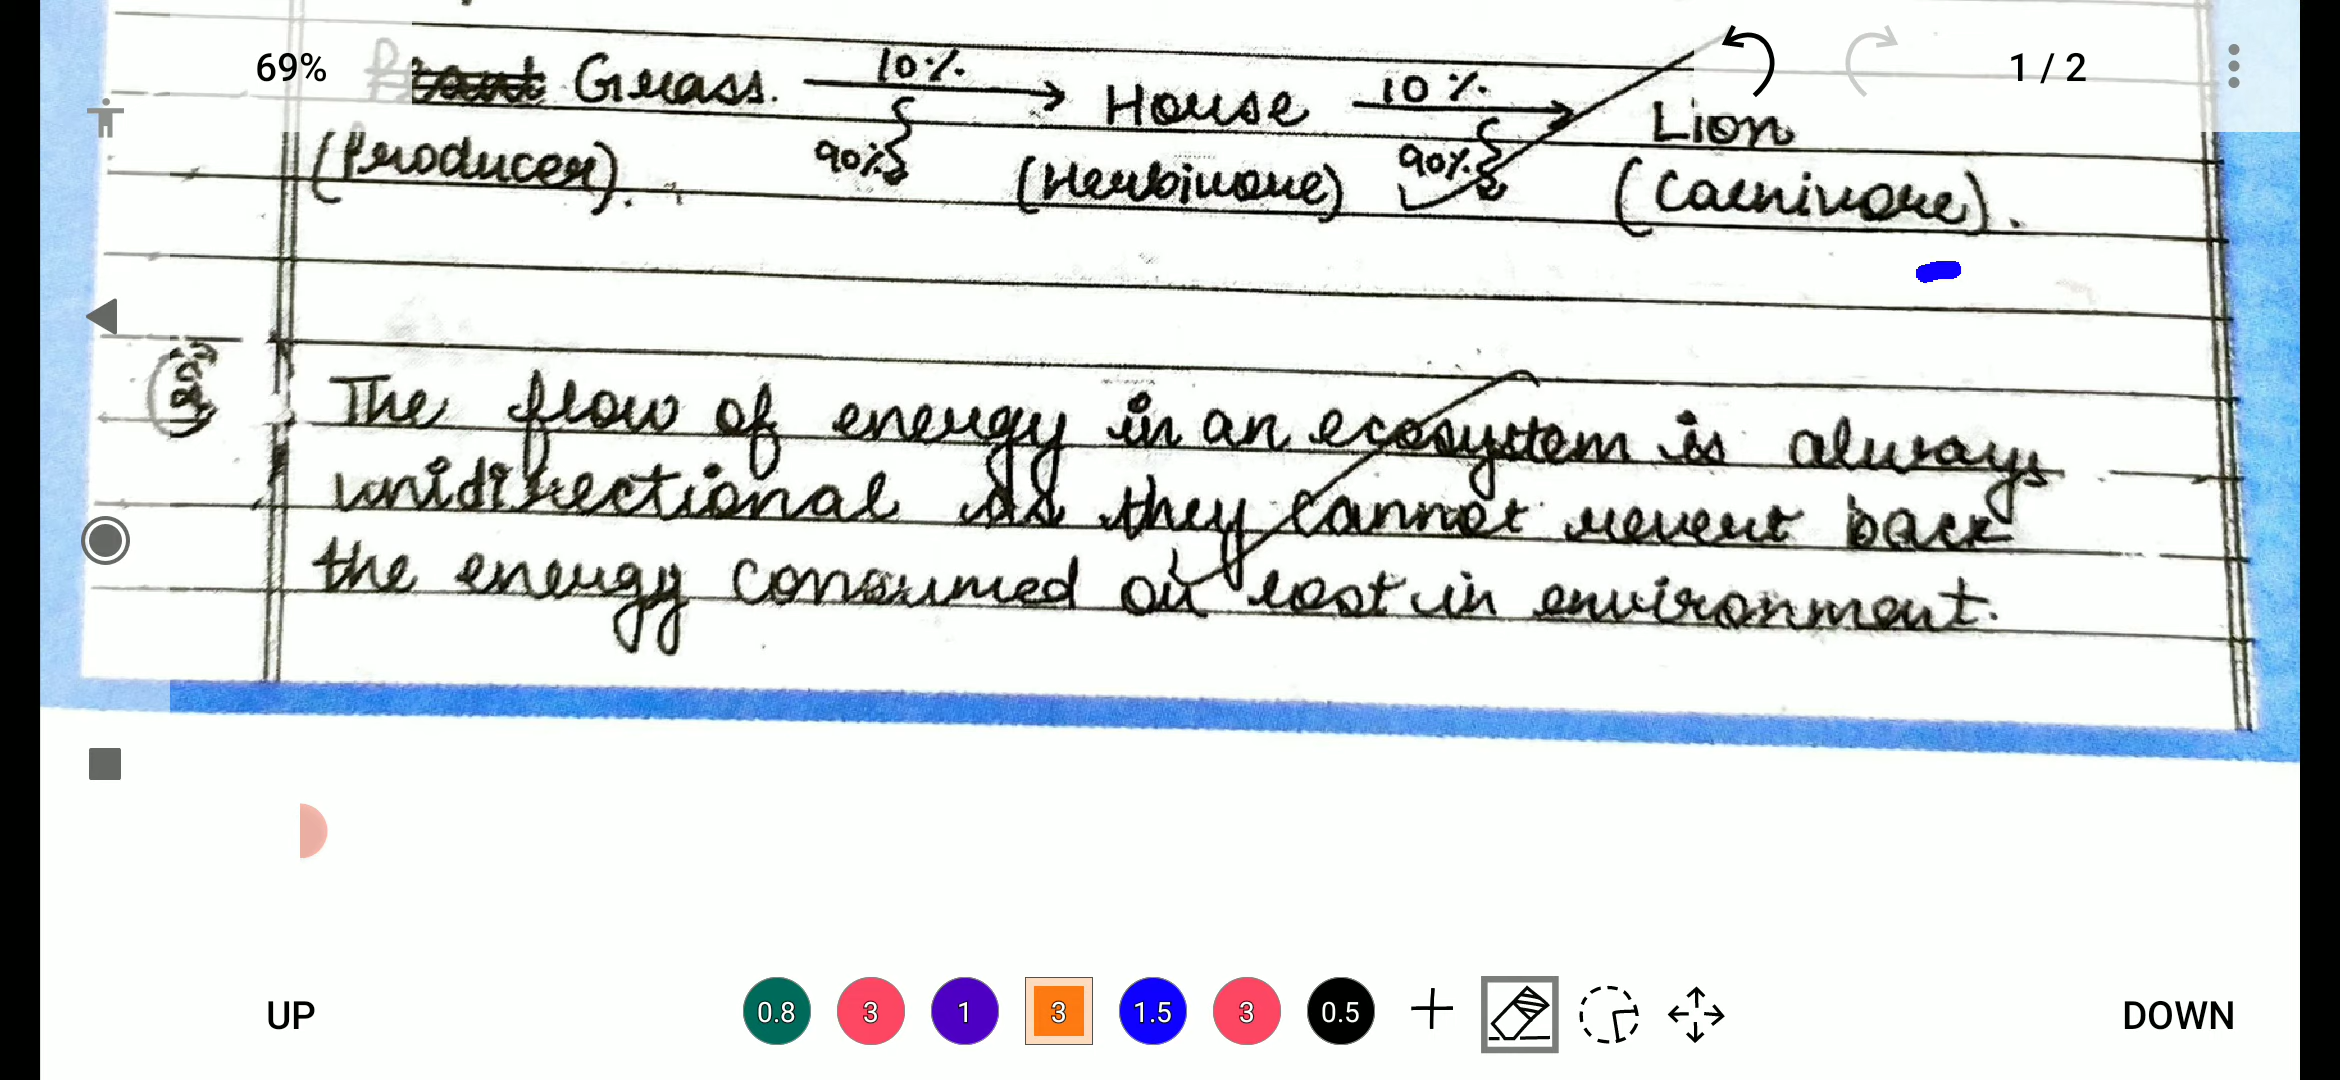 69%
1 / 2
Grass. 10% → Horse 10% → Lion
(Producer). 90% (Herbivore) 90% (Carnivore).
The flow of energy in an ecosystem is always
unidirectional as they cannot revert back
the energy consumed or lost in environment.
UP
0.8 3 1 3 1.5 3 0.5
DOWN